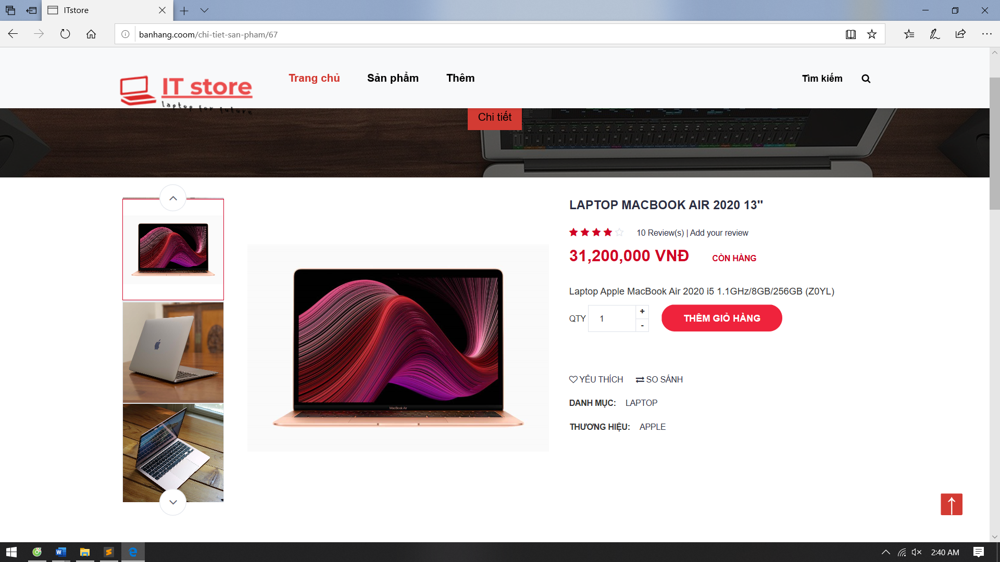 ITstore
banhang.coom/chi-tiet-san-pham/67
IT store
laptop for future
Trang chủ
Sản phẩm
Thêm
Tìm kiếm
Chi tiết
LAPTOP MACBOOK AIR 2020 13"
10 Review(s) | Add your review
31,200,000 VNĐ
CÒN HÀNG
Laptop Apple MacBook Air 2020 i5 1.1GHz/8GB/256GB (Z0YL)
QTY
1
+
-
THÊM GIỎ HÀNG
MacBook Air
YÊU THÍCH
SO SÁNH
DANH MỤC: LAPTOP
THƯƠNG HIỆU: APPLE
2:40 AM